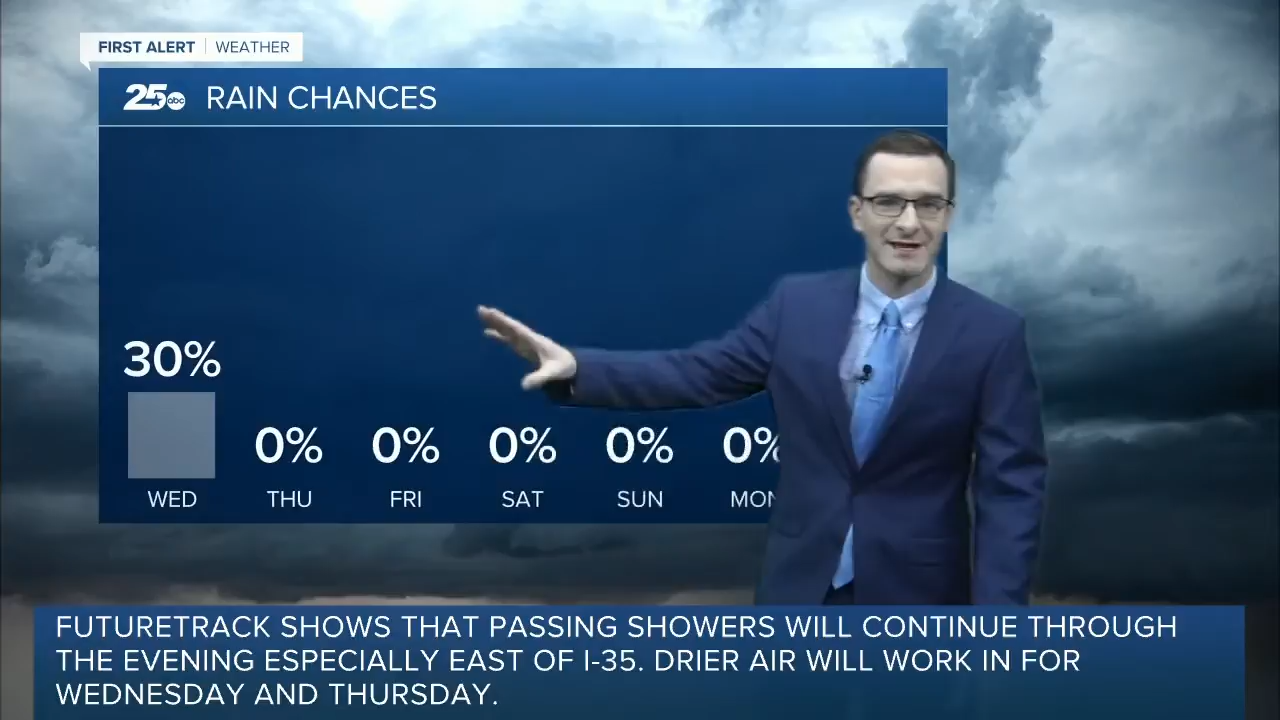 FIRST ALERT | WEATHER
25 abc RAIN CHANCES
30% 0% 0% 0% 0% 0%
WED THU FRI SAT SUN MON
FUTURETRACK SHOWS THAT PASSING SHOWERS WILL CONTINUE THROUGH
THE EVENING ESPECIALLY EAST OF I-35. DRIER AIR WILL WORK IN FOR
WEDNESDAY AND THURSDAY.